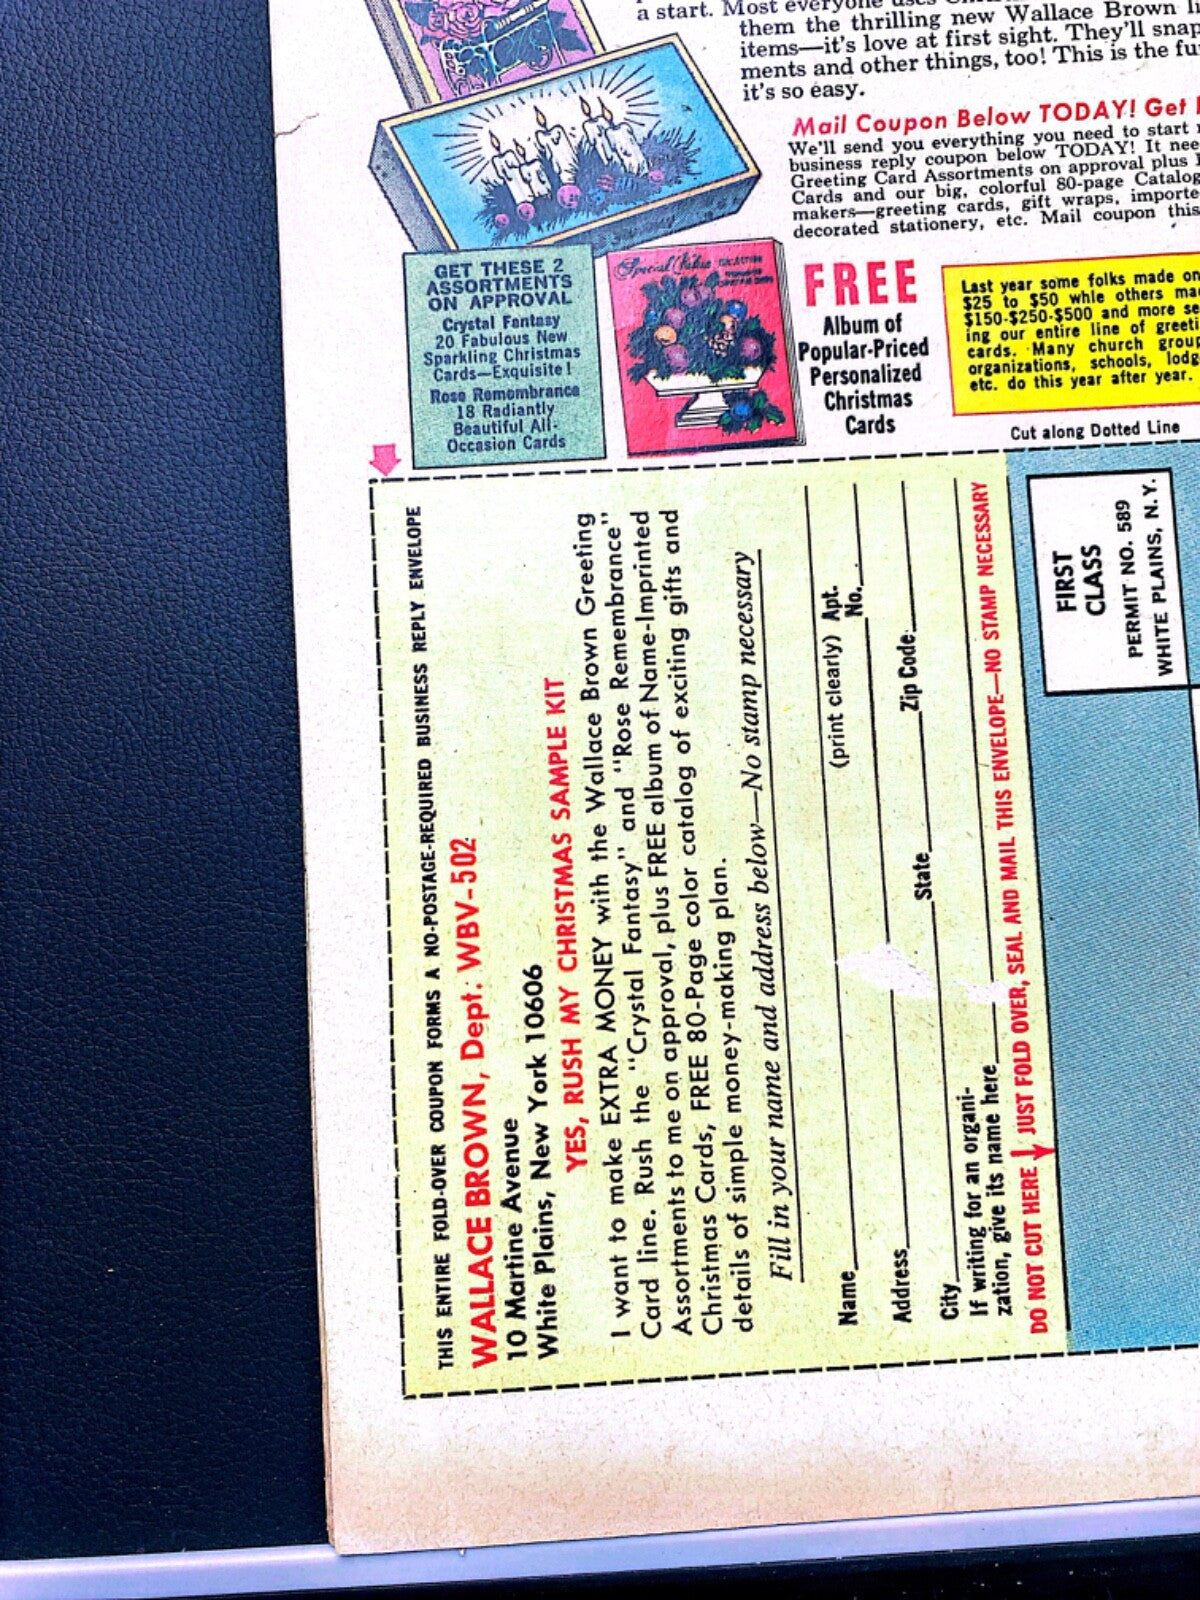 a start. Most everyone uses
them the thrilling new Wallace Brown
items—it's love at first sight. They'll snap
ments and other things, too! This is the
it's so easy.
Mail Coupon Below TODAY! Get
We'll send you everything you need to start
business reply coupon below TODAY! It
Greeting Card Assortments on approval plus
Cards and our big, colorful 80-page Catalog
makers—greeting cards, gift wraps,
decorated stationery, etc. Mail coupon this
GET THESE 2
ASSORTMENTS
ON APPROVAL
Crystal Fantasy
20 Fabulous New
Sparkling Christmas
Cards—Exquisite!
Rose Remembrance
18 Radiantly
Beautiful All-
Occasion Cards
Special Value
FREE
Album of
Popular-Priced
Personalized
Christmas
Cards
Last year some folks made
$25 to $50 whle others
$150-$250-$500 and more
ing our entire line of
cards. Many church
organizations, schools,
etc. do this year after year.
Cut along Dotted Line
THIS ENTIRE FOLD-OVER COUPON FORMS A NO-POSTAGE-REQUIRED BUSINESS REPLY ENVELOPE
WALLACE BROWN, Dept. WBV-502
10 Martine Avenue
White Plains, New York 10606
YES, RUSH MY CHRISTMAS SAMPLE KIT
I want to make EXTRA MONEY with the Wallace Brown Greeting
Card line. Rush the "Crystal Fantasy" and "Rose Remembrance"
Assortments to me on approval, plus FREE album of Name-Imprinted
Christmas Cards, FREE 80-Page color catalog of exciting gifts and
details of simple money-making plan.
Fill in your name and address below—No stamp necessary
Name (print clearly)
Address Apt. No.
City State Zip Code
If writing for an organi-
zation, give its name here
DO NOT CUT HERE JUST FOLD OVER, SEAL AND MAIL THIS ENVELOPE—NO STAMP NECESSARY
FIRST
CLASS
PERMIT NO. 589
WHITE PLAINS, N.Y.